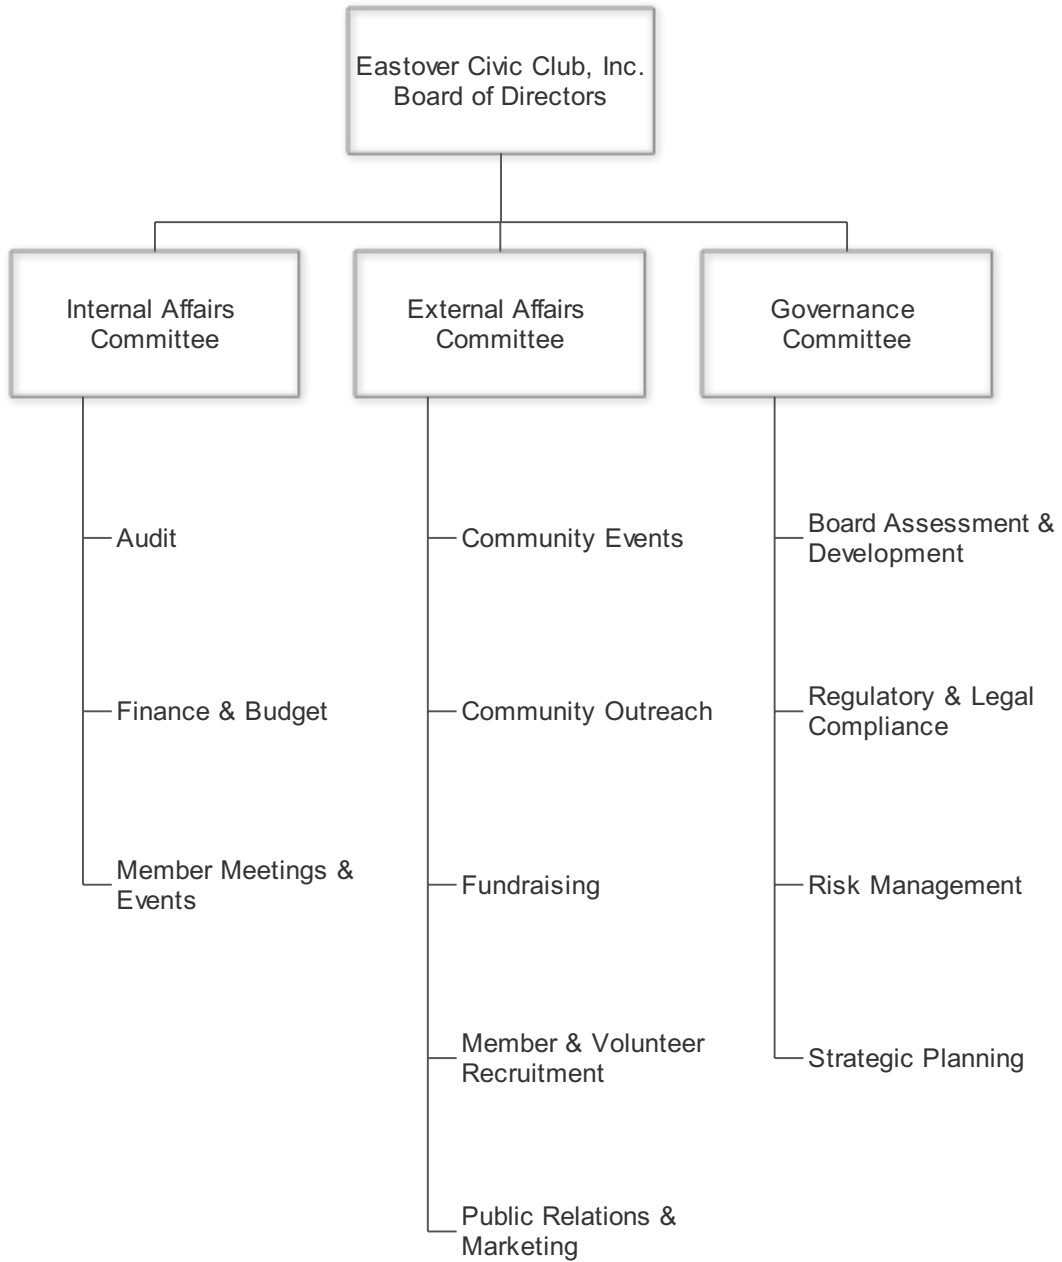 Eastover Civic Club, Inc.
Board of Directors
Internal Affairs
Committee
Audit
Finance & Budget
Member Meetings &
Events
External Affairs
Committee
Community Events
Community Outreach
Fundraising
Member & Volunteer
Recruitment
Public Relations &
Marketing
Governance
Committee
Board Assessment &
Development
Regulatory & Legal
Compliance
Risk Management
Strategic Planning